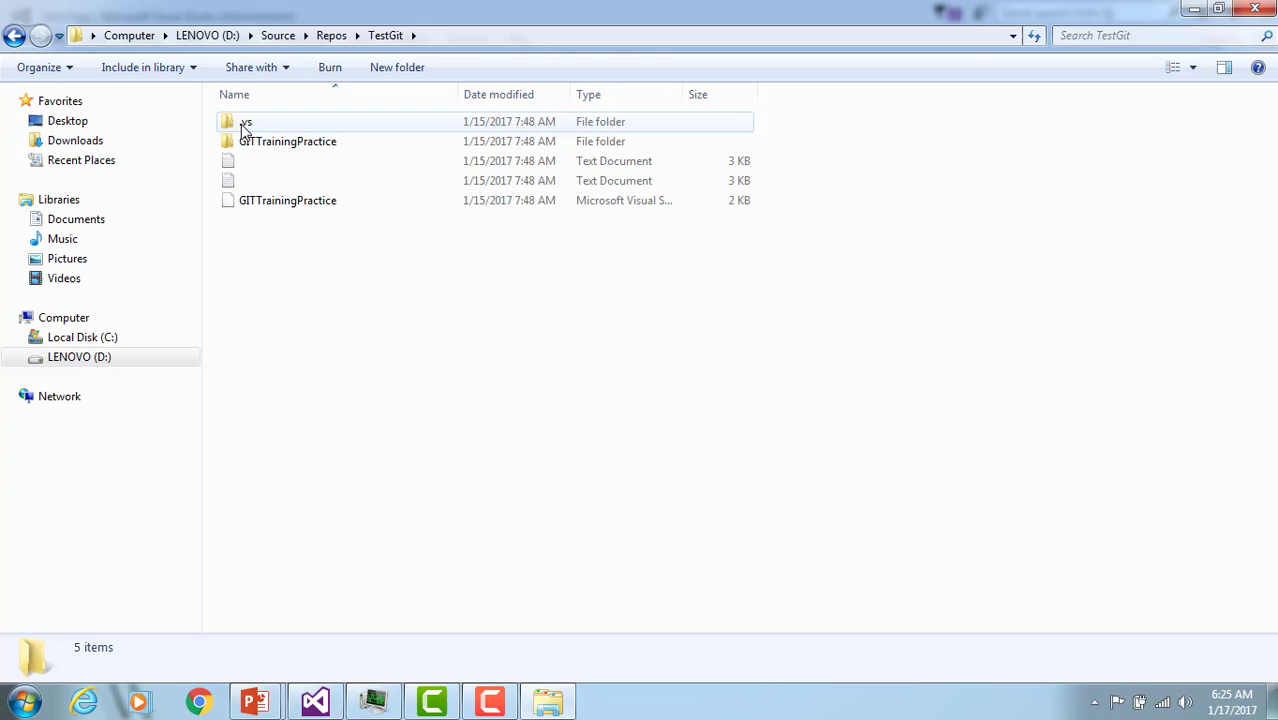 Computer LENOVO (D:) Source Repos TestGit Search TestGit
Organize Include in library Share with Burn New folder
Name Date modified Type Size
Favorites
Desktop
Downloads
Recent Places
Libraries
Documents
Music
Pictures
Videos
Computer
Local Disk (C:)
LENOVO (D:)
Network
.vs 1/15/2017 7:48 AM File folder
GITTrainingPractice 1/15/2017 7:48 AM File folder
1/15/2017 7:48 AM Text Document 3 KB
1/15/2017 7:48 AM Text Document 3 KB
GITTrainingPractice 1/15/2017 7:48 AM Microsoft Visual S... 2 KB
5 items
6:25 AM
1/17/2017